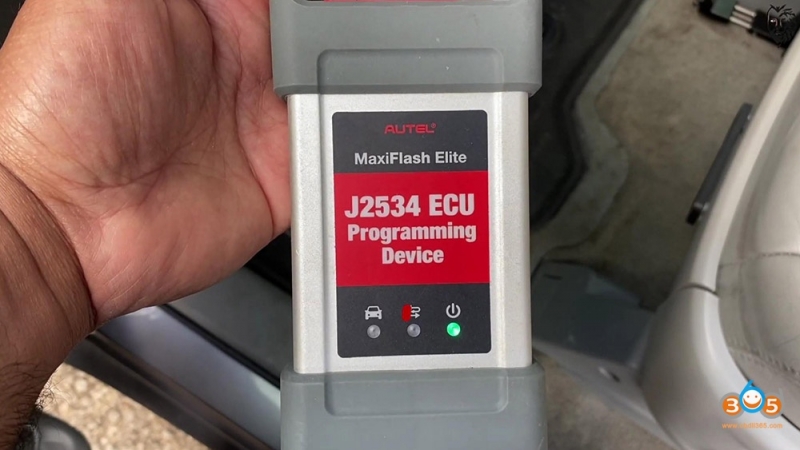 AUTEL
MaxiFlash Elite
J2534 ECU
Programming
Device